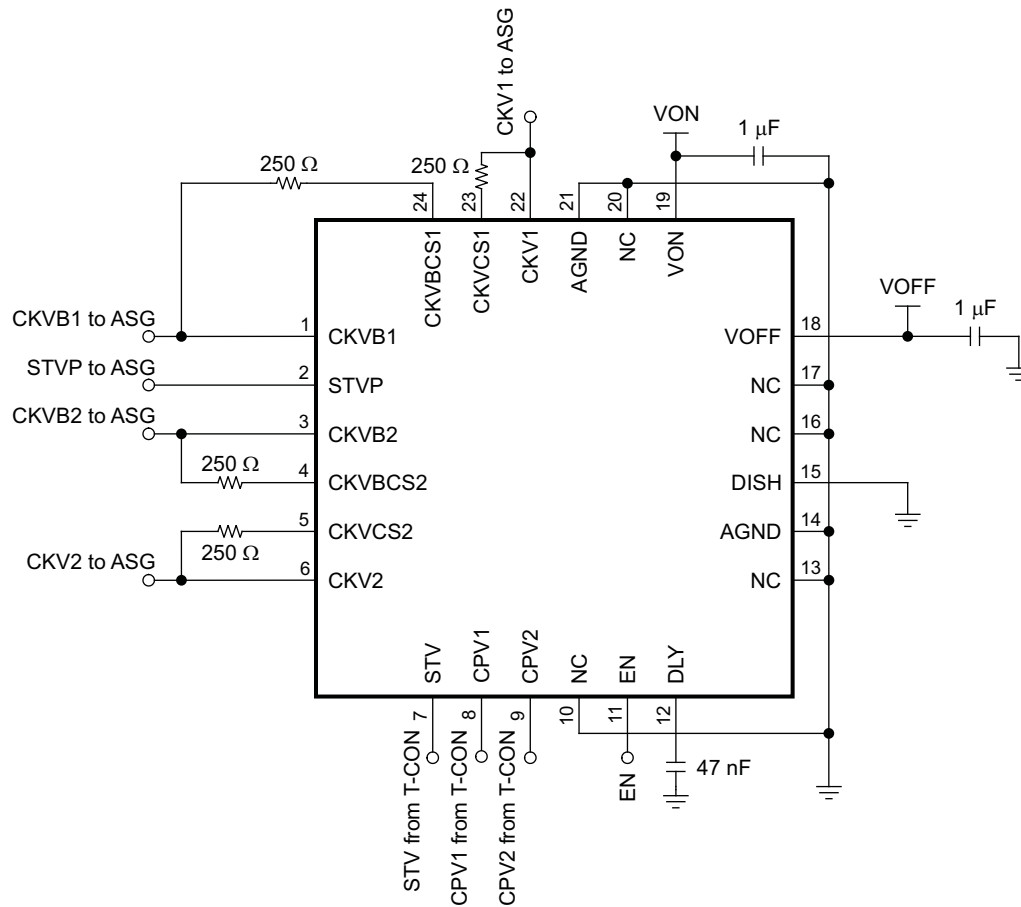 CKV1 to ASG
VON
1 μF
250 Ω
250 Ω
24
23
22
21
20
19
CKVBCS1
CKVCS1
CKV1
AGND
NC
VON
CKVB1 to ASG
1
CKVB1
STVP to ASG
2
STVP
CKVB2 to ASG
3
CKVB2
250 Ω
4
CKVBCS2
5
CKVCS2
250 Ω
CKV2 to ASG
6
CKV2
VOFF
1 μF
VOFF
18
NC
17
NC
16
DISH
15
AGND
14
NC
13
STV
CPV1
CPV2
NC
EN
DLY
7
8
9
10
11
12
STV from T-CON
CPV1 from T-CON
CPV2 from T-CON
EN
47 nF